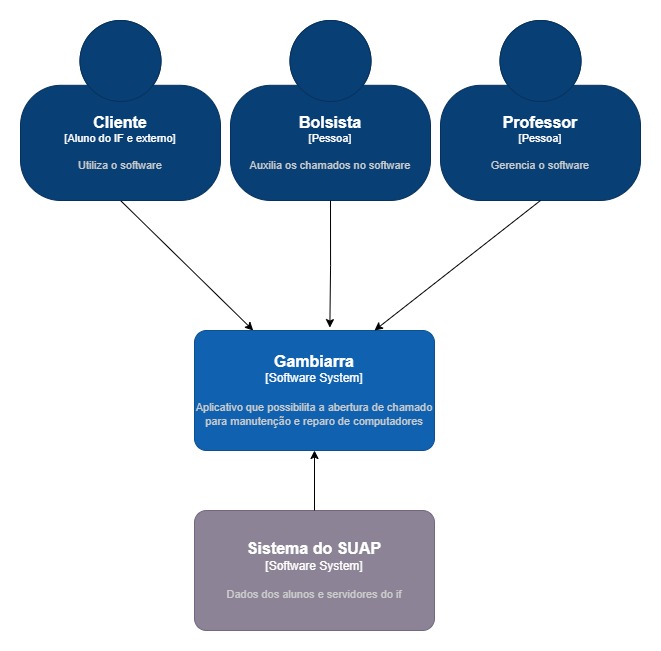 Cliente
[Aluno do IF e externo]
Utiliza o software
Bolsista
[Pessoa]
Auxilia os chamados no software
Professor
[Pessoa]
Gerencia o software
Gambiarra
[Software System]
Aplicativo que possibilita a abertura de chamado
para manutenção e reparo de computadores
Sistema do SUAP
[Software System]
Dados dos alunos e servidores do if